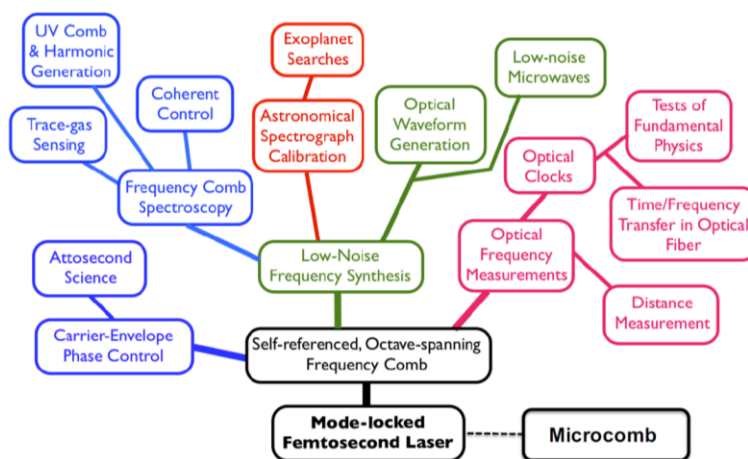 UV Comb
& Harmonic
Generation
Exoplanet
Searches
Low-noise
Microwaves
Coherent
Control
Trace-gas
Sensing
Astronomical
Spectrograph
Calibration
Optical
Waveform
Generation
Tests of
Fundamental
Physics
Optical
Clocks
Frequency Comb
Spectroscopy
Time/Frequency
Transfer in Optical
Fiber
Attosecond
Science
Low-Noise
Frequency Synthesis
Optical
Frequency
Measurements
Distance
Measurement
Carrier-Envelope
Phase Control
Self-referenced, Octave-spanning
Frequency Comb
Mode-locked
Femtosecond Laser
Microcomb